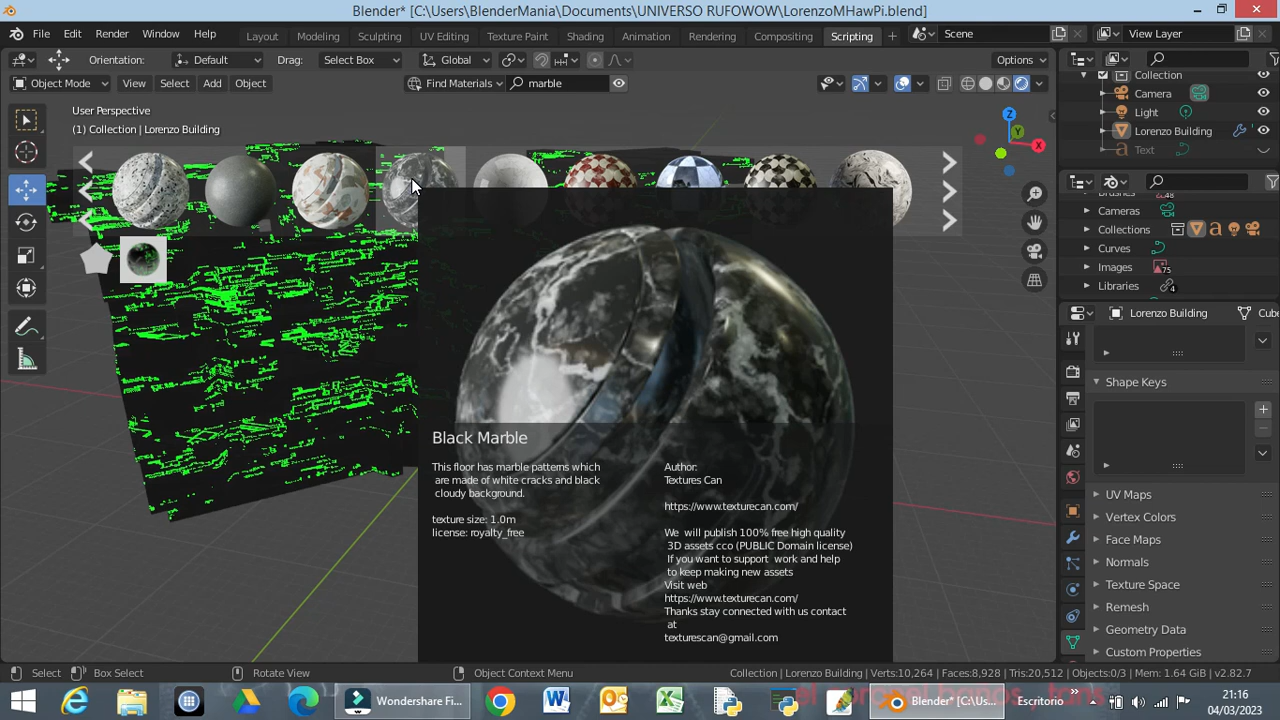 Blender* [C:\Users\BlenderMania\Documents\UNIVERSO RUFOWOW\LorenzoMHawPi.blend]
File Edit Render Window Help
Layout Modeling Sculpting UV Editing Texture Paint Shading Animation Rendering Compositing Scripting +
Scene
View Layer
Orientation: Default Drag: Select Box Global Options
Object Mode View Select Add Object Find Materials marble
User Perspective
(1) Collection | Lorenzo Building
Z
Y
X
Collection
Camera
Light
Lorenzo Building
Text
Brushes 48
Cameras
Collections
Curves
Images 75
Libraries 4
Lorenzo Building Cube
Shape Keys
UV Maps
Vertex Colors
Face Maps
Normals
Texture Space
Remesh
Geometry Data
Custom Properties
Black Marble
This floor has marble patterns which
are made of white cracks and black
cloudy background.
texture size: 1.0m
license: royalty_free
Author:
Textures Can
https://www.texturecan.com/
We will publish 100% free high quality
3D assets cco (PUBLIC Domain license)
If you want to support work and help
to keep making new assets
Visit web
https://www.texturecan.com/
Thanks stay connected with us contact
at
texturescan@gmail.com
Select Box Select Rotate View Object Context Menu
Collection | Lorenzo Building | Verts:10,264 | Faces:8,928 | Tris:20,512 | Objects:0/3 | Mem: 1.64 GiB | v2.82.7
Wondershare Fi...
Blender* [C:\Us...
Escritorio
21:16
04/03/2023